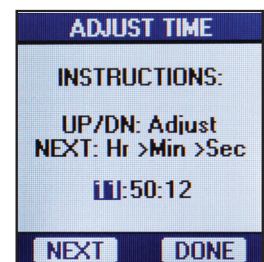 ADJUST TIME
INSTRUCTIONS:
UP/DN: Adjust
NEXT: Hr >Min >Sec
11:50:12
NEXT DONE